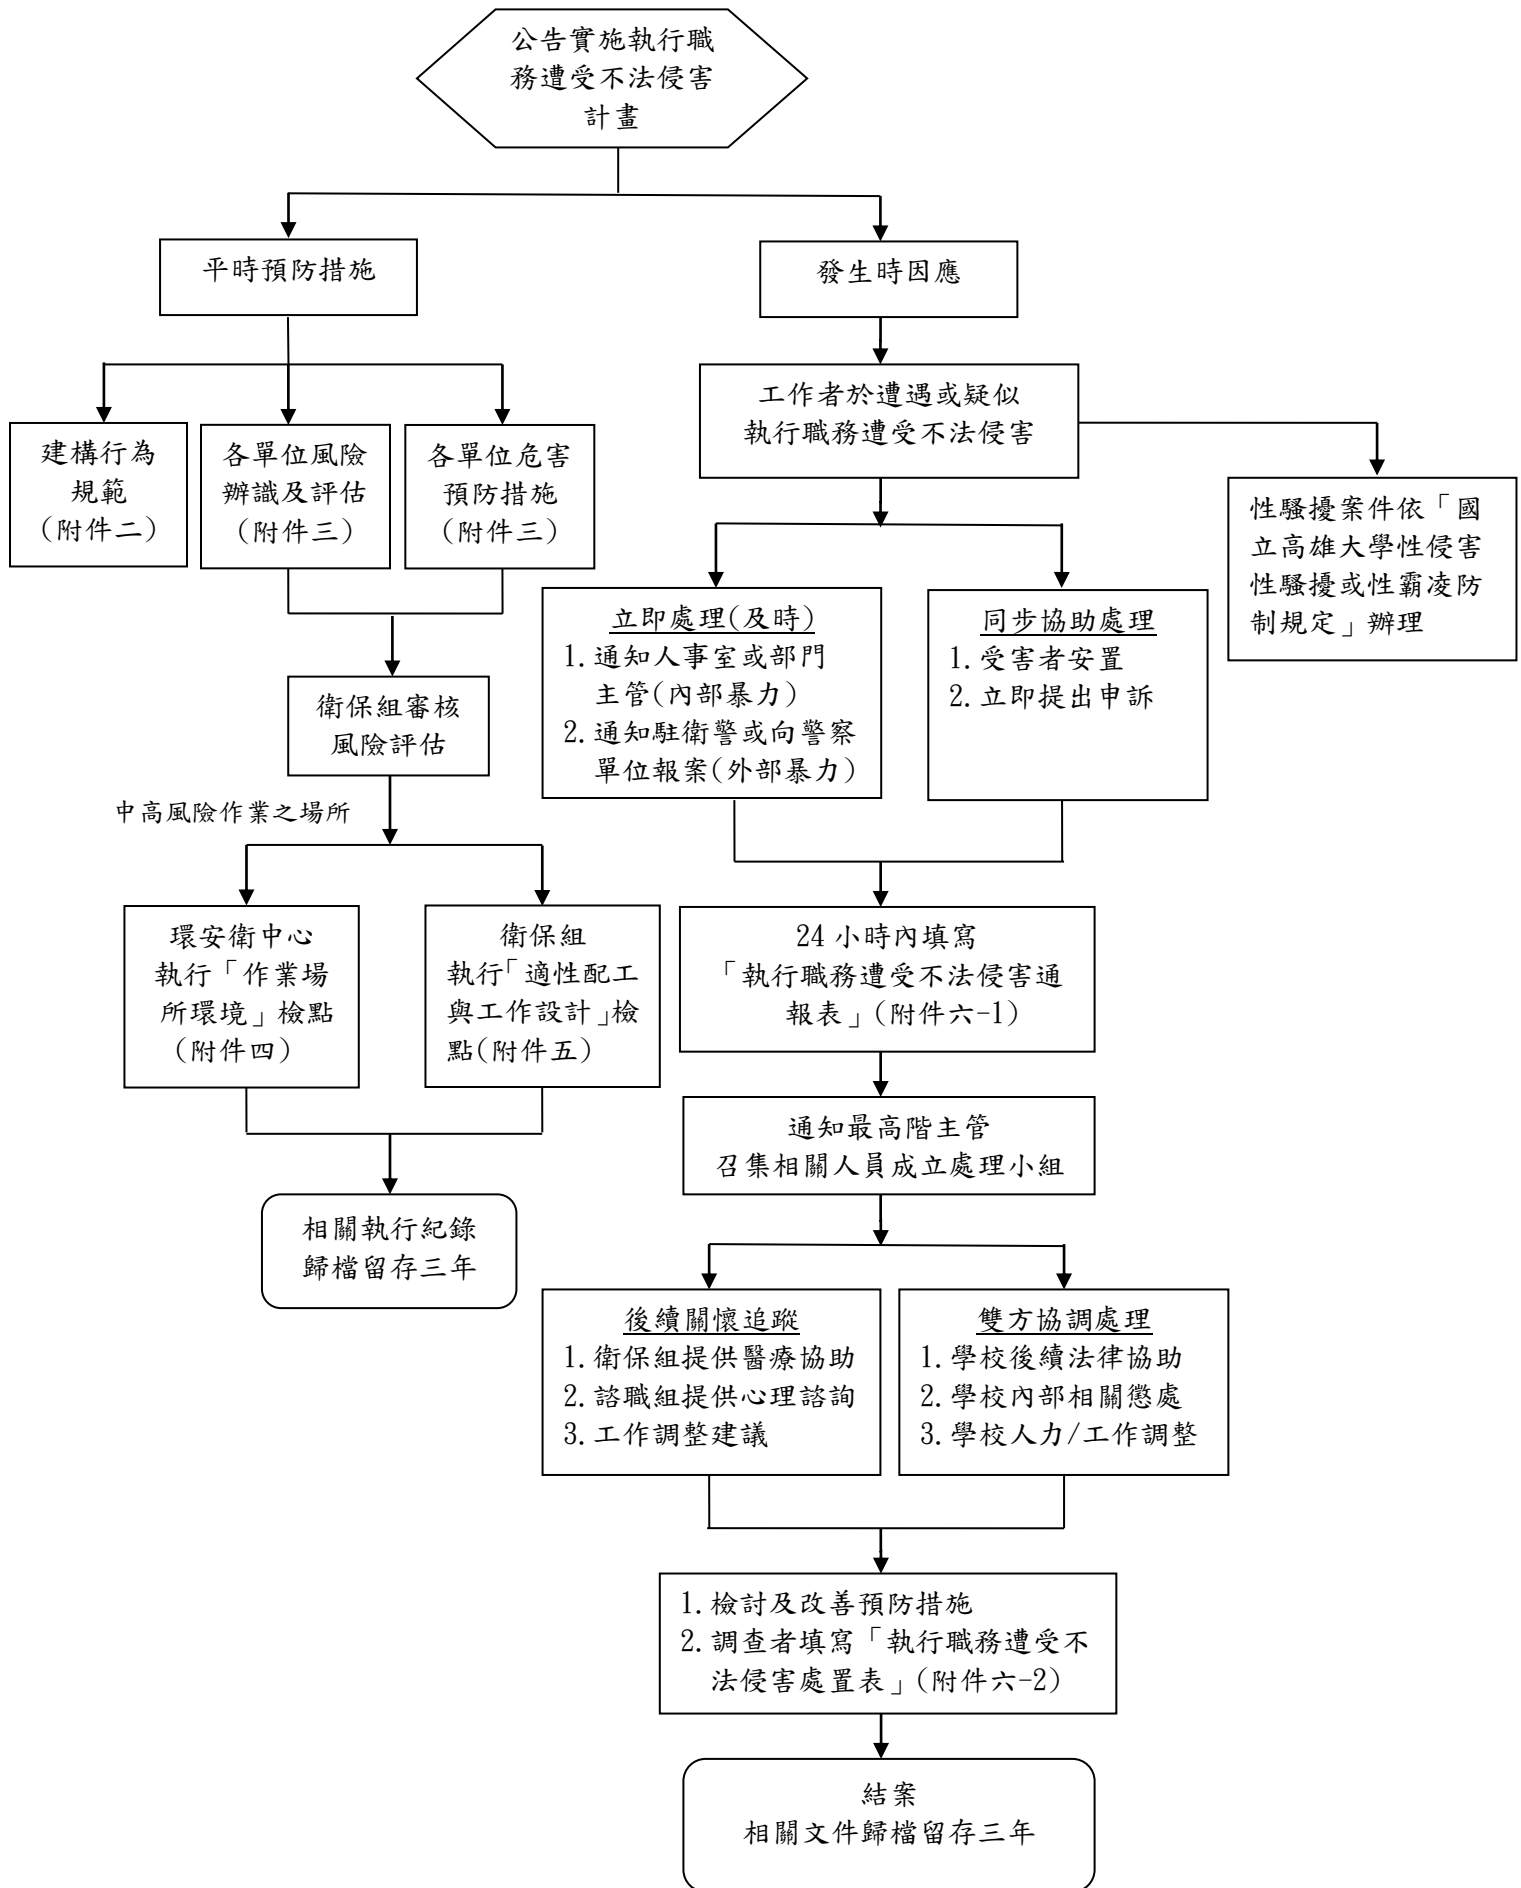 公告實施執行職
務遭受不法侵害
計畫
平時預防措施
發生時因應
建構行為
規範
(附件二)
各單位風險
辦識及評估
(附件三)
各單位危害
預防措施
(附件三)
工作者於遭遇或疑似
執行職務遭受不法侵害
性騷擾案件依「國
立高雄大學性侵害
性騷擾或性霸凌防
制規定」辦理
立即處理(及時)
1.通知人事室或部門
主管(內部暴力)
2.通知駐衛警或向警察
單位報案(外部暴力)
同步協助處理
1.受害者安置
2.立即提出申訴
衛保組審核
風險評估
中高風險作業之場所
環安衛中心
執行「作業場
所環境」檢點
(附件四)
衛保組
執行「適性配工
與工作設計」檢
點(附件五)
24 小時內填寫
「執行職務遭受不法侵害通
報表」(附件六-1)
通知最高階主管
召集相關人員成立處理小組
相關執行紀錄
歸檔留存三年
後續關懷追蹤
1.衛保組提供醫療協助
2.諮職組提供心理諮詢
3.工作調整建議
雙方協調處理
1.學校後續法律協助
2.學校內部相關懲處
3.學校人力/工作調整
1.檢討及改善預防措施
2.調查者填寫「執行職務遭受不
法侵害處置表」(附件六-2)
結案
相關文件歸檔留存三年